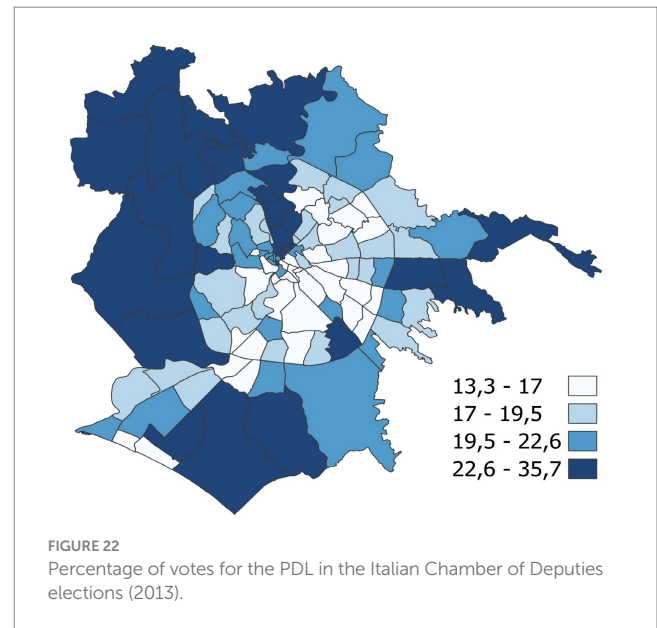 13,3 - 17
17 - 19,5
19,5 - 22,6
22,6 - 35,7
FIGURE 22
Percentage of votes for the PDL in the Italian Chamber of Deputies
elections (2013).